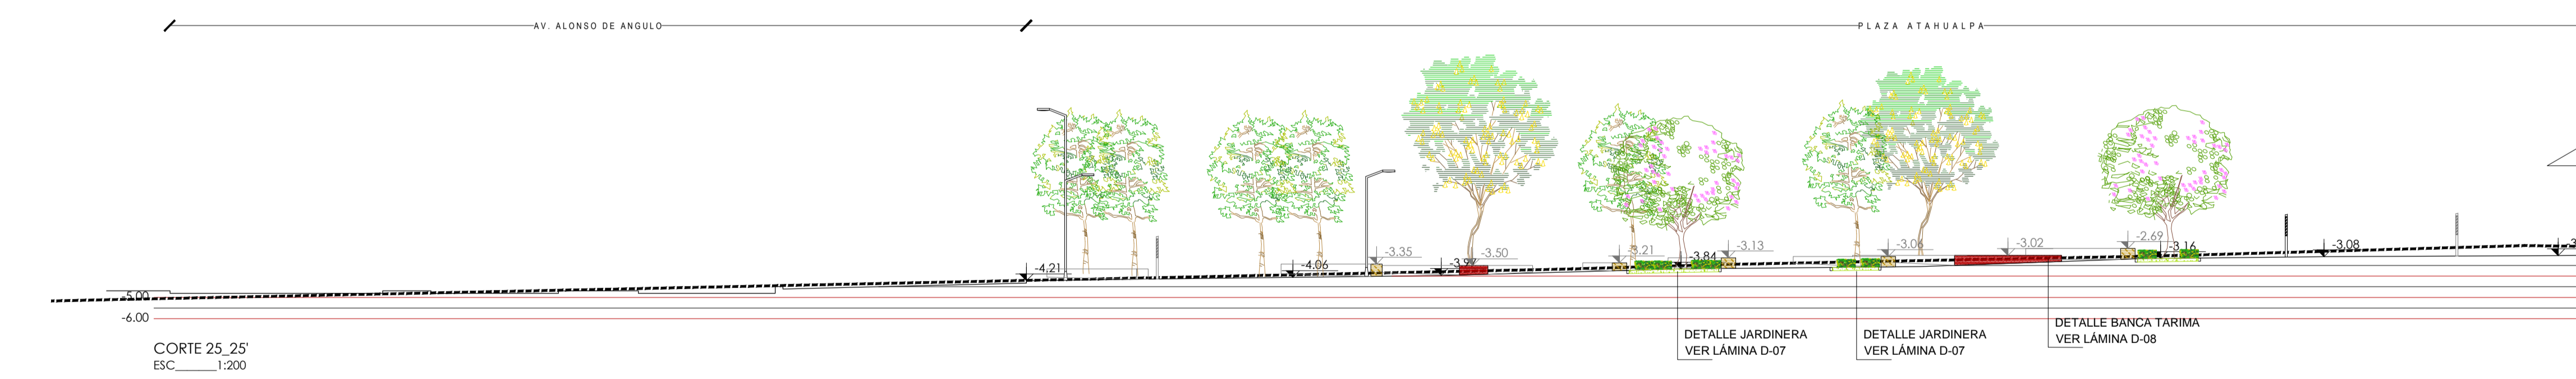 AV. ALONSO DE ANGULO
PLAZA ATAHUALPA
-4.21
-4.06
-3.35
-3.50
-3.21
-3.84
-3.13
-3.06
-3.02
-2.69
-3.16
-3.08
-5.00
-6.00
DETALLE JARDINERA
VER LÁMINA D-07
DETALLE JARDINERA
VER LÁMINA D-07
DETALLE BANCA TARIMA
VER LÁMINA D-08
CORTE 25_25'
ESC______1:200